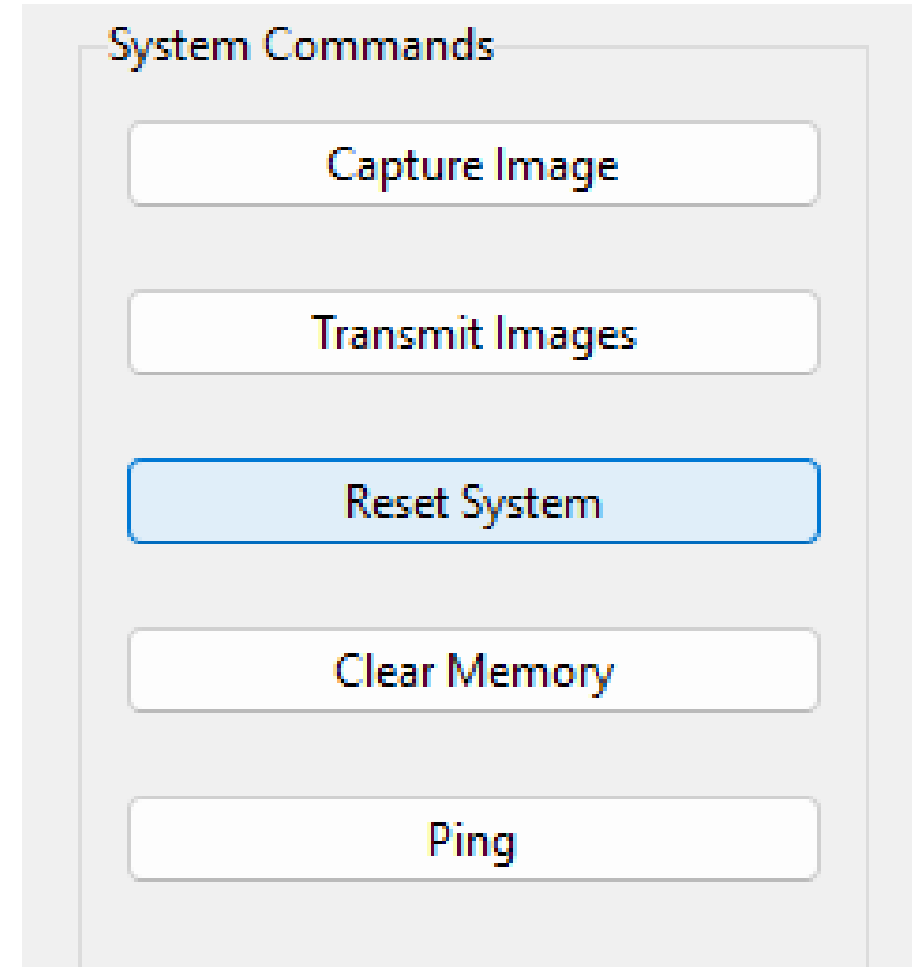 System Commands
Capture Image
Transmit Images
Reset System
Clear Memory
Ping